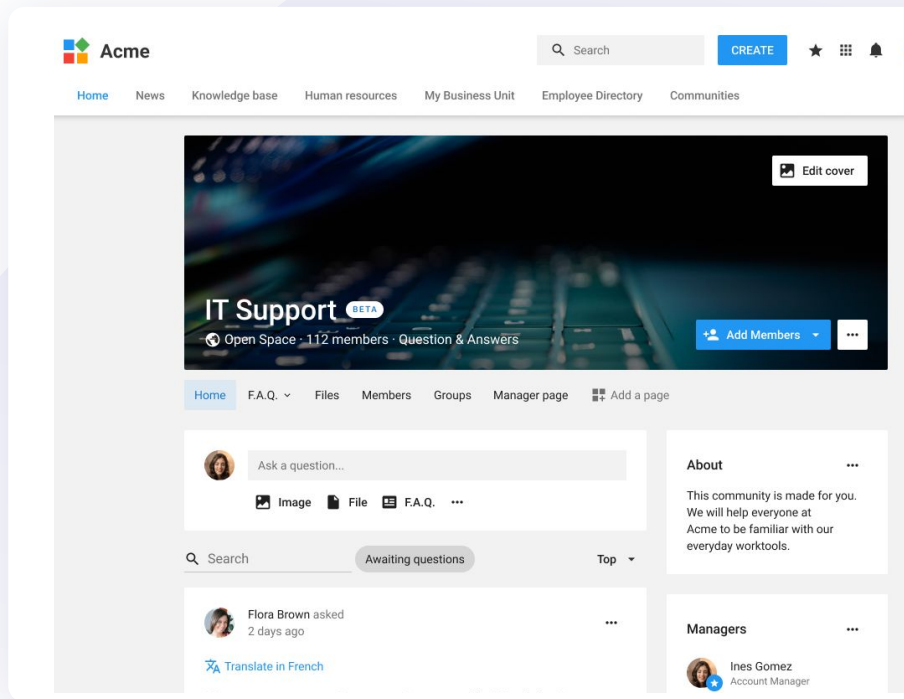 Acme
Search
CREATE
Home News Knowledge base Human resources My Business Unit Employee Directory Communities
Edit cover
IT Support BETA
Open Space · 112 members · Question & Answers
Add Members
Home F.A.Q. Files Members Groups Manager page Add a page
Ask a question...
Image File F.A.Q.
Search Awaiting questions Top
Flora Brown asked
2 days ago
Translate in French
About
This community is made for you.
We will help everyone at
Acme to be familiar with our
everyday worktools.
Managers
Ines Gomez
Account Manager